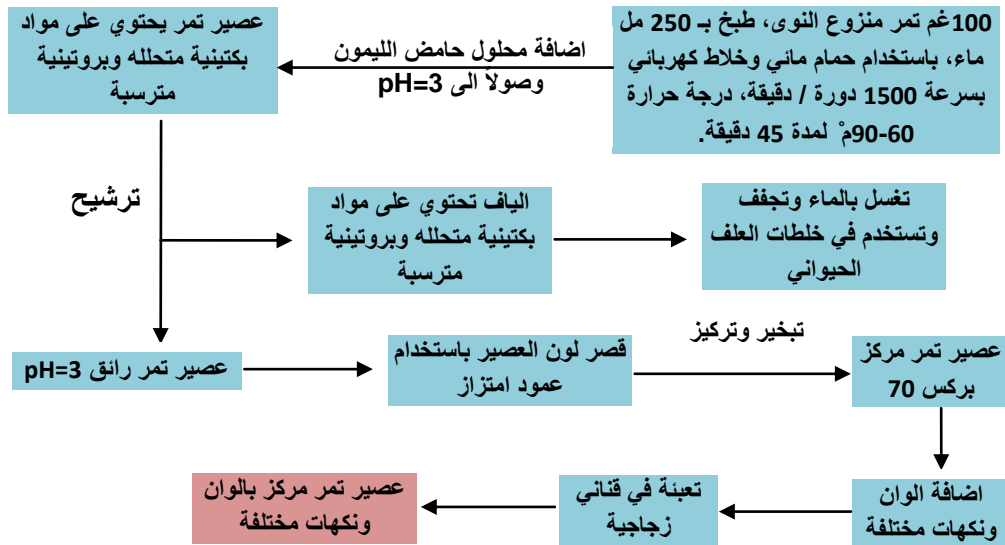 100غم تمر منزوع النوى، طبخ بـ 250 مل
ماء، باستخدام حمام مائي وخلاط كهربائي
بسرعة 1500 دورة / دقيقة، درجة حرارة
60-90مْ لمدة 45 دقيقة.
اضافة محلول حامض الليمون
وصولاً الى pH=3
عصير تمر يحتوي على مواد
بكتينية متحلله وبروتينية
مترسبة
ترشيح
الياف تحتوي على مواد
بكتينية متحلله وبروتينية
مترسبة
تغسل بالماء وتجفف
وتستخدم في خلطات العلف
الحيواني
عصير تمر رائق pH=3
قصر لون العصير باستخدام
عمود امتزاز
تبخير وتركيز
عصير تمر مركز
بركس 70
اضافة الوان
ونكهات مختلفة
تعبئة في قناني
زجاجية
عصير تمر مركز بالوان
ونكهات مختلفة